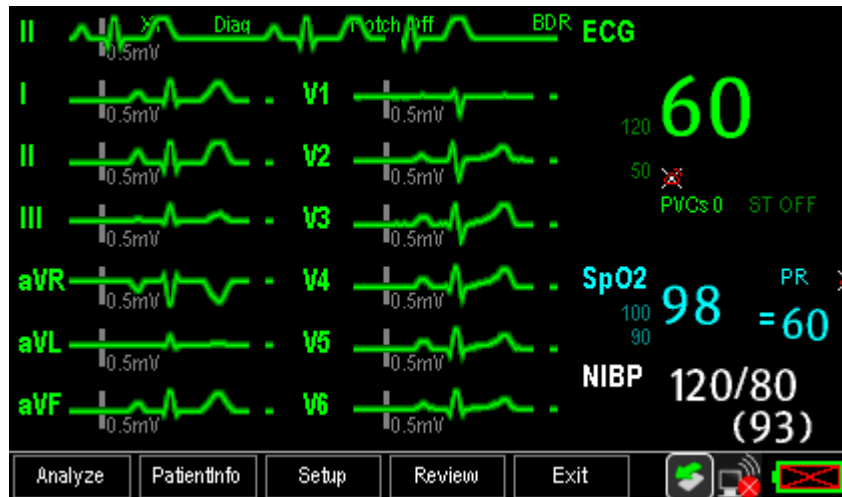 II X1 Diag Notch Off BDR ECG
0.5mV
I V1 60
0.5mV 0.5mV 120
II V2 50
0.5mV 0.5mV
III V3 PVCs 0 ST OFF
0.5mV 0.5mV
aVR V4 SpO2 PR
0.5mV 0.5mV 100 98 =60
90
aVL V5
0.5mV 0.5mV
NIBP 120/80
aVF V6 (93)
0.5mV 0.5mV
Analyze PatientInfo Setup Review Exit